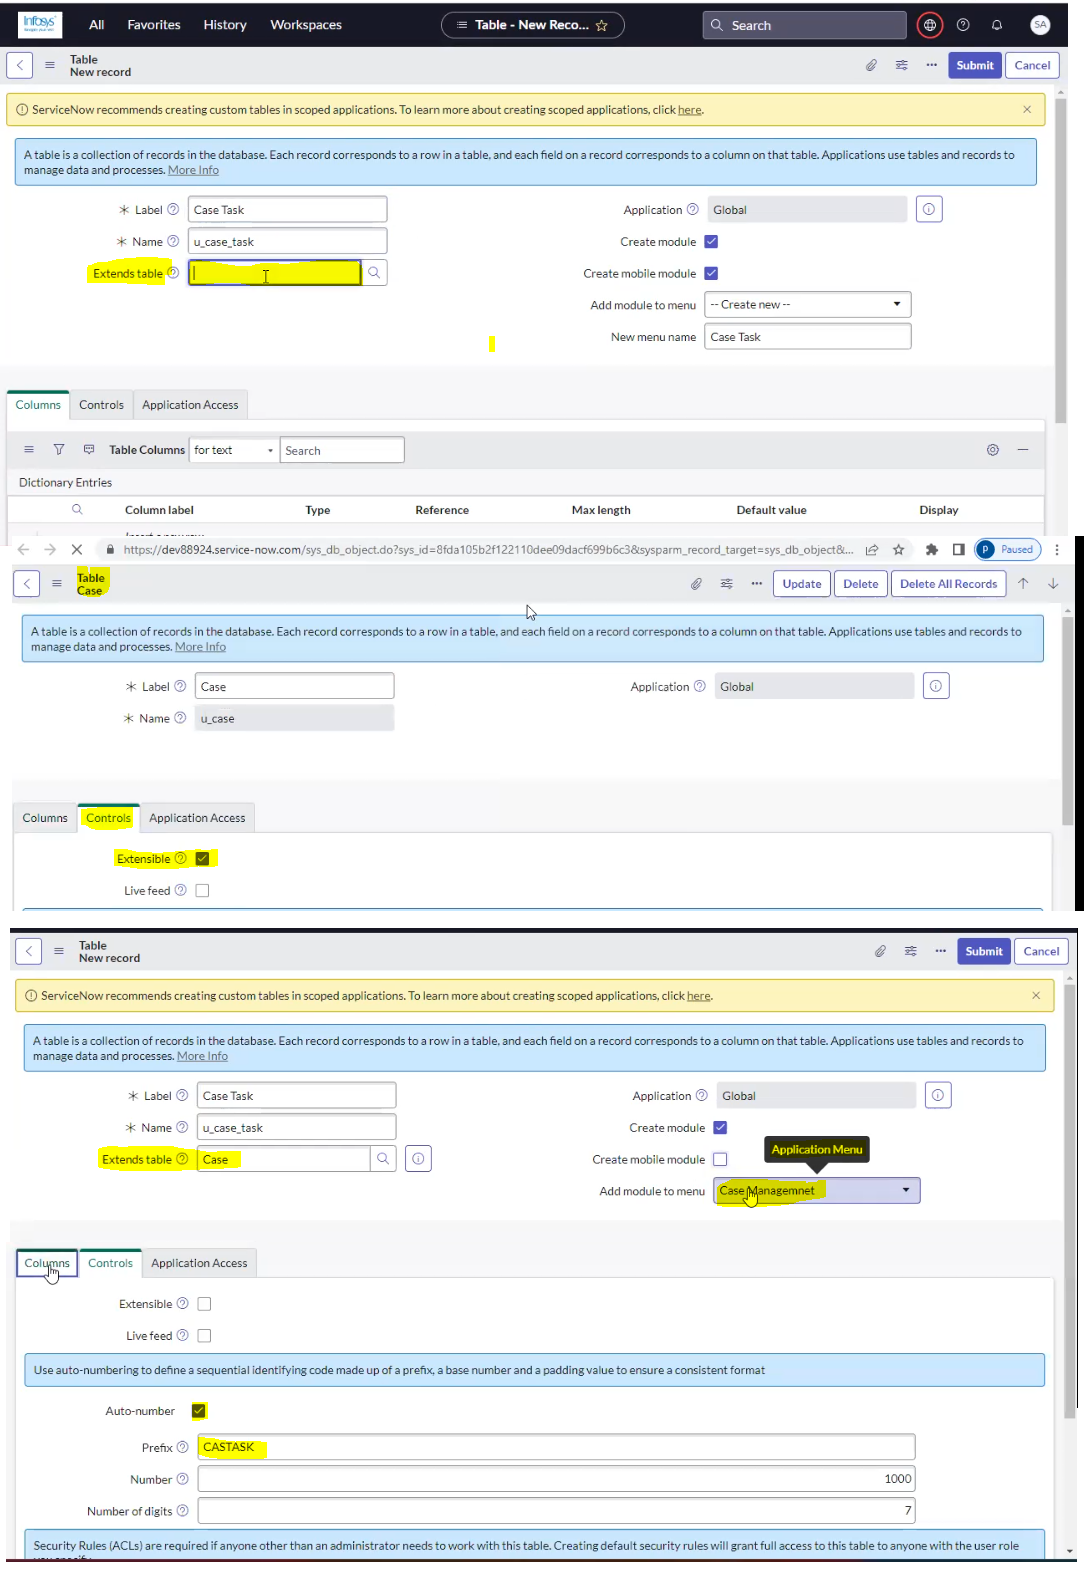 Infosys
All
Favorites
History
Workspaces
Table - New Reco...
Search
SA
Table
New record
Submit
Cancel
ServiceNow recommends creating custom tables in scoped applications. To learn more about creating scoped applications, click here.
A table is a collection of records in the database. Each record corresponds to a row in a table, and each field on a record corresponds to a column on that table. Applications use tables and records to
manage data and processes. More Info
Label
Case Task
Application
Global
Name
u_case_task
Create module
Extends table
Create mobile module
Add module to menu
-- Create new --
New menu name
Case Task
Columns
Controls
Application Access
Table Columns
for text
Search
Dictionary Entries
Column label
Type
Reference
Max length
Default value
Display
https://dev88924.service-now.com/sys_db_object.do?sys_id=8fda105b2f122110dee09dacf699b6c3&sysparm_record_target=sys_db_object&...
P
Paused
Table
Case
Update
Delete
Delete All Records
A table is a collection of records in the database. Each record corresponds to a row in a table, and each field on a record corresponds to a column on that table. Applications use tables and records to
manage data and processes. More Info
Label
Case
Application
Global
Name
u_case
Columns
Controls
Application Access
Extensible
Live feed
Table
New record
Submit
Cancel
ServiceNow recommends creating custom tables in scoped applications. To learn more about creating scoped applications, click here.
A table is a collection of records in the database. Each record corresponds to a row in a table, and each field on a record corresponds to a column on that table. Applications use tables and records to
manage data and processes. More Info
Label
Case Task
Application
Global
Name
u_case_task
Create module
Application Menu
Extends table
Case
Create mobile module
Add module to menu
Case Managemnet
Columns
Controls
Application Access
Extensible
Live feed
Use auto-numbering to define a sequential identifying code made up of a prefix, a base number and a padding value to ensure a consistent format
Auto-number
Prefix
CASTASK
Number
1000
Number of digits
7
Security Rules (ACLs) are required if anyone other than an administrator needs to work with this table. Creating default security rules will grant full access to this table to anyone with the user role